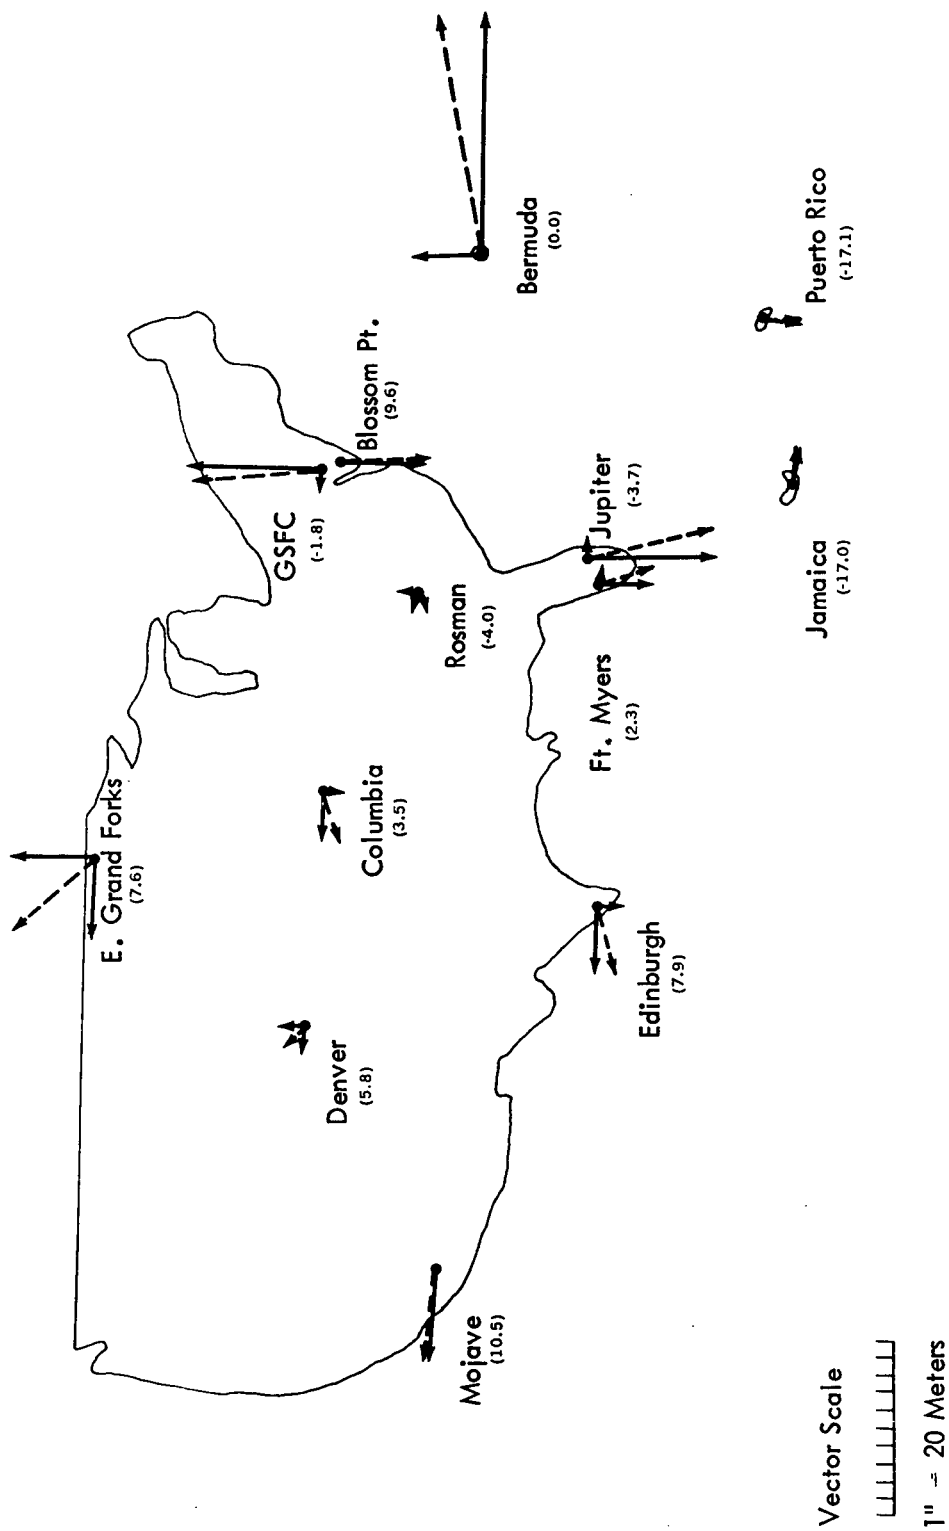 E. Grand Forks
(7.6)
GSFC
(-1.8)
Blossom Pt.
(9.6)
Bermuda
(0.0)
Denver
(5.8)
Columbia
(3.5)
Rosman
(-4.0)
Mojave
(10.5)
Edinburgh
(7.9)
Ft. Myers
(2.3)
Jupiter
(-3.7)
Jamaica
(-17.0)
Puerto Rico
(-17.1)
Vector Scale
1" = 20 Meters